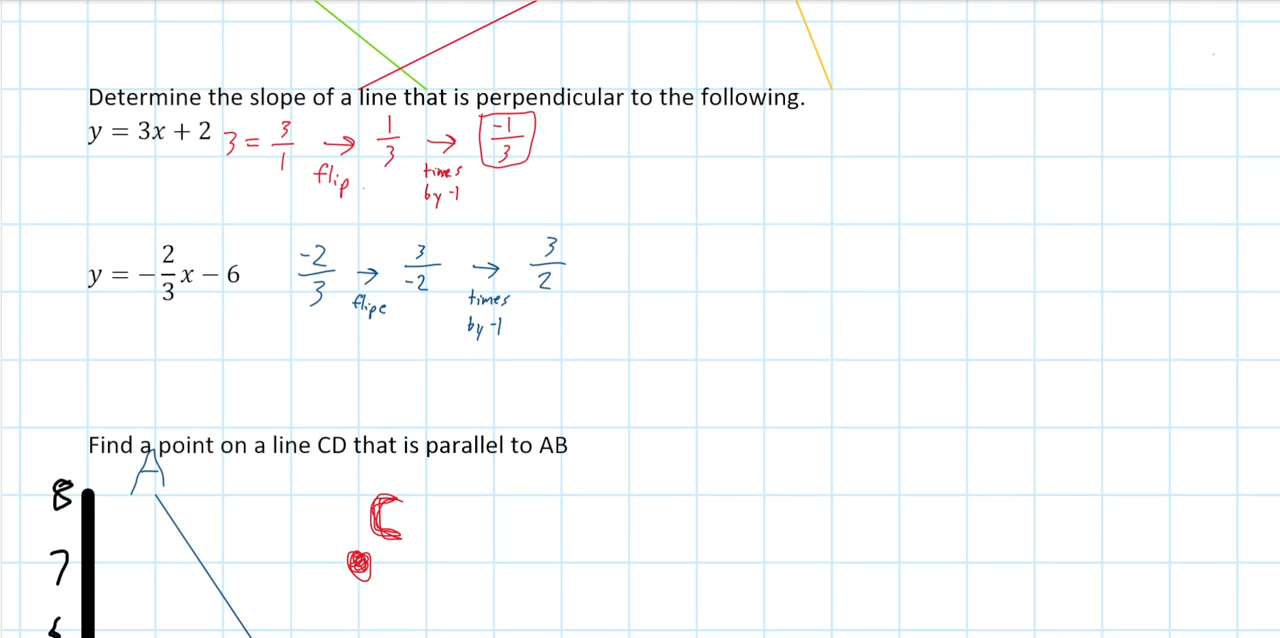 Determine the slope of a line that is perpendicular to the following.
y = 3x + 2 3 = 3/1 → 1/3 → -1/3
flip times by -1
y = -2/3x - 6 -2/3 → 3/-2 → 3/2
flipe times by -1
Find a point on a line CD that is parallel to AB
A
8
C
7